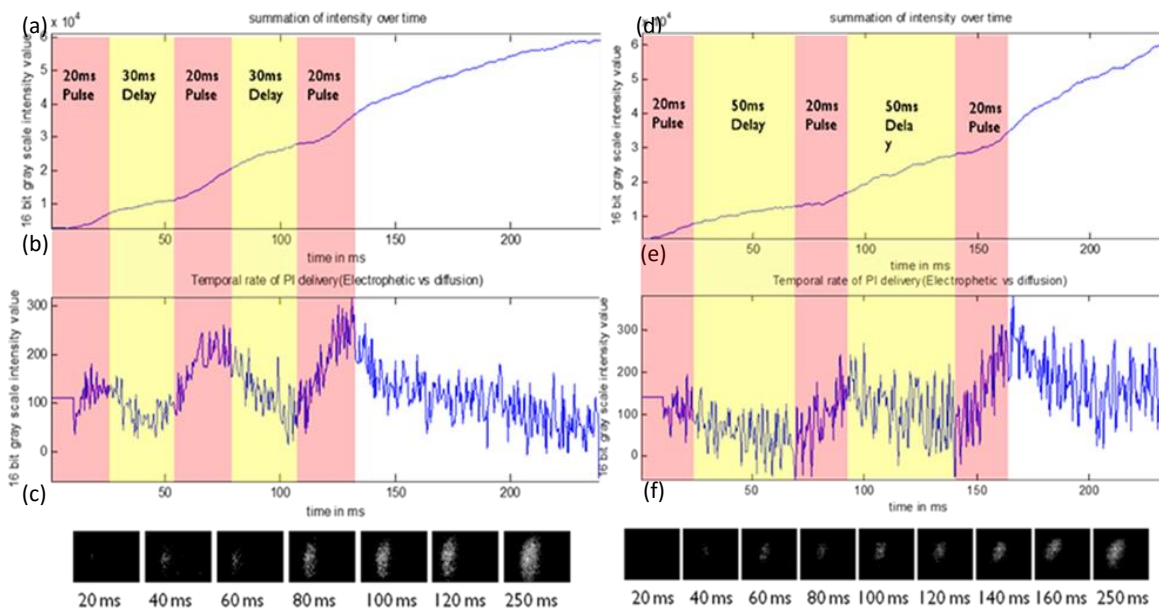 (a)
x 10⁴
summation of intensity over time
16 bit gray scale intensity value
6
5
4
3
2
1
20ms
Pulse
30ms
Delay
20ms
Pulse
30ms
Delay
20ms
Pulse
50
100
150
200
time in ms
(b)
Temporal rate of PI delivery(Electrophetic vs diffusion)
16 bit gray scale intensity value
300
200
100
0
50
100
150
200
time in ms
(c)
20 ms
40 ms
60 ms
80 ms
100 ms
120 ms
250 ms
(d)
x 10⁴
summation of intensity over time
16 bit gray scale intensity value
6
5
4
3
2
1
20ms
Pulse
50ms
Delay
20ms
Pulse
50ms
Dela
y
20ms
Pulse
50
100
150
200
time in ms
(e)
Temporal rate of PI delivery(Electrophetic vs diffusion)
16 bit gray scale intensity value
300
200
100
0
50
100
150
200
time in ms
(f)
20 ms
40 ms
60 ms
80 ms
100 ms
120 ms
140 ms
160 ms
250 ms